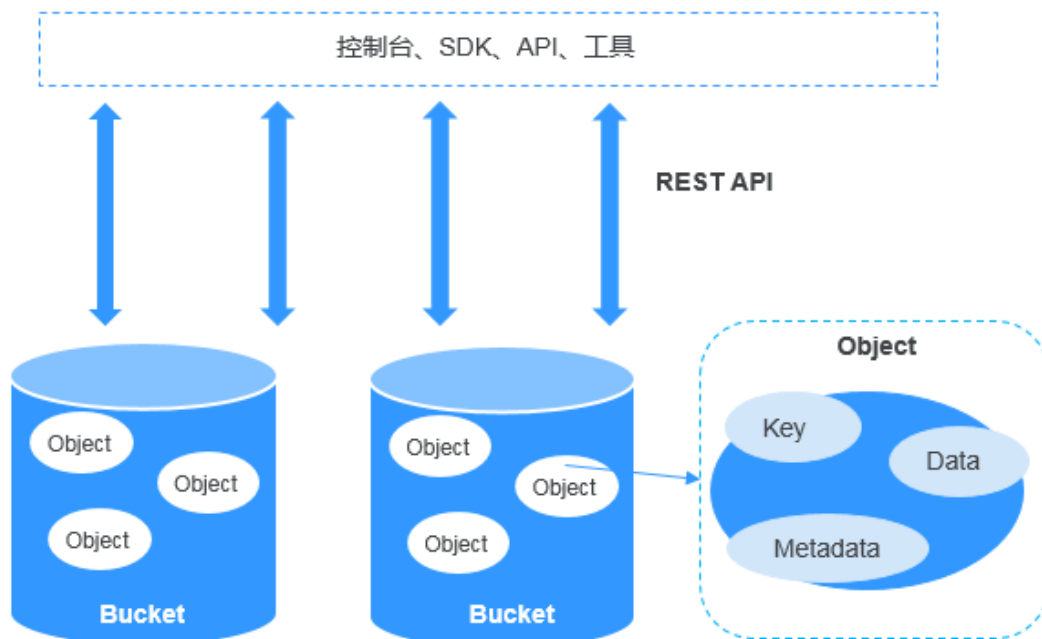 控制台、SDK、API、工具
REST API
Object
Object
Object
Bucket
Object
Object
Object
Bucket
Object
Key
Data
Metadata